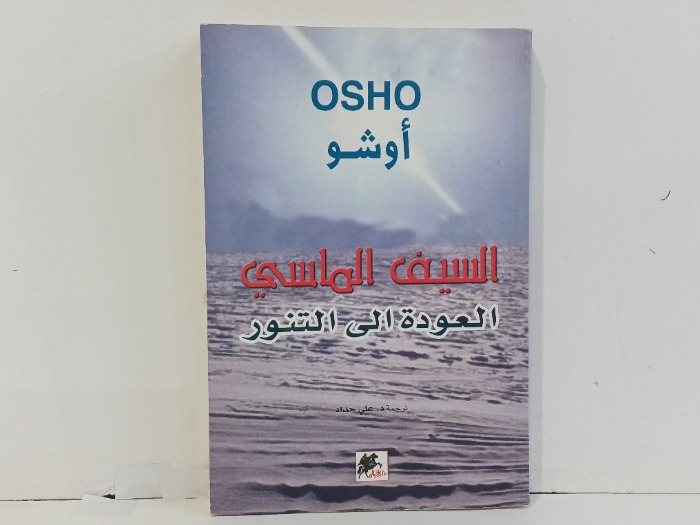 OSHO
أوشو
السيف الماسي
العودة الى التنور
ترجمة د. علي حداد